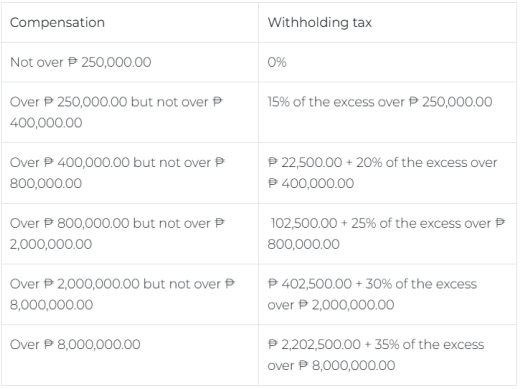 Compensation
Withholding tax
Not over ₱ 250,000.00
0%
Over ₱ 250,000.00 but not over ₱
400,000.00
15% of the excess over ₱ 250,000.00
Over ₱ 400,000.00 but not over ₱
800,000.00
₱ 22,500.00 + 20% of the excess over
₱ 400,000.00
Over ₱ 800,000.00 but not over ₱
2,000,000.00
102,500.00 + 25% of the excess over ₱
800,000.00
Over ₱ 2,000,000.00 but not over ₱
8,000,000.00
₱ 402,500.00 + 30% of the excess
over ₱ 2,000,000.00
Over ₱ 8,000,000.00
₱ 2,202,500.00 + 35% of the excess
over ₱ 8,000,000.00